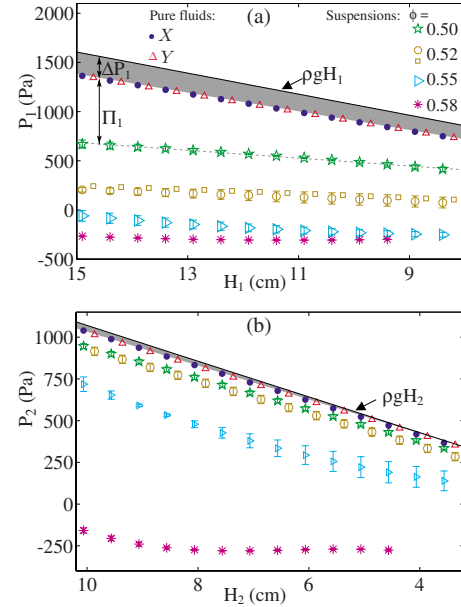 Pure fluids: (a) Suspensions: ϕ =
X
Y
0.50
0.52
0.55
0.58
ρgH1
ΔP1
Π1
P1 (Pa)
2000
1500
1000
500
0
-500
15 13 11 9
H1 (cm)
(b)
ρgH2
P2 (Pa)
1000
750
500
250
0
-250
10 8 6 4
H2 (cm)